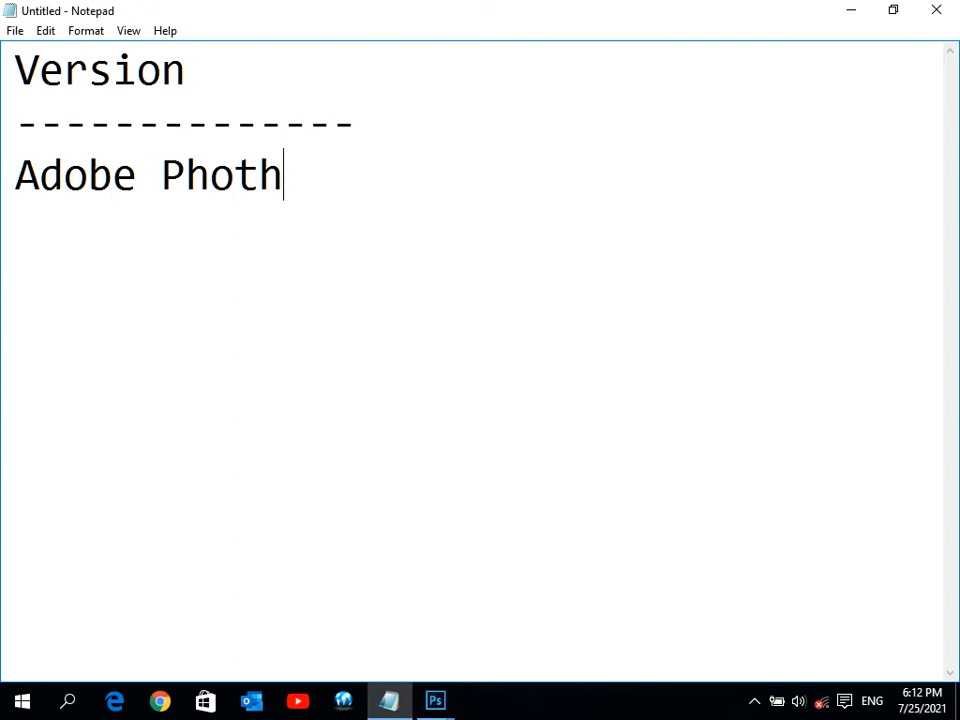 Untitled - Notepad
File Edit Format View Help
Version
--------------
Adobe Photh
Ps
ENG
6:12 PM
7/25/2021